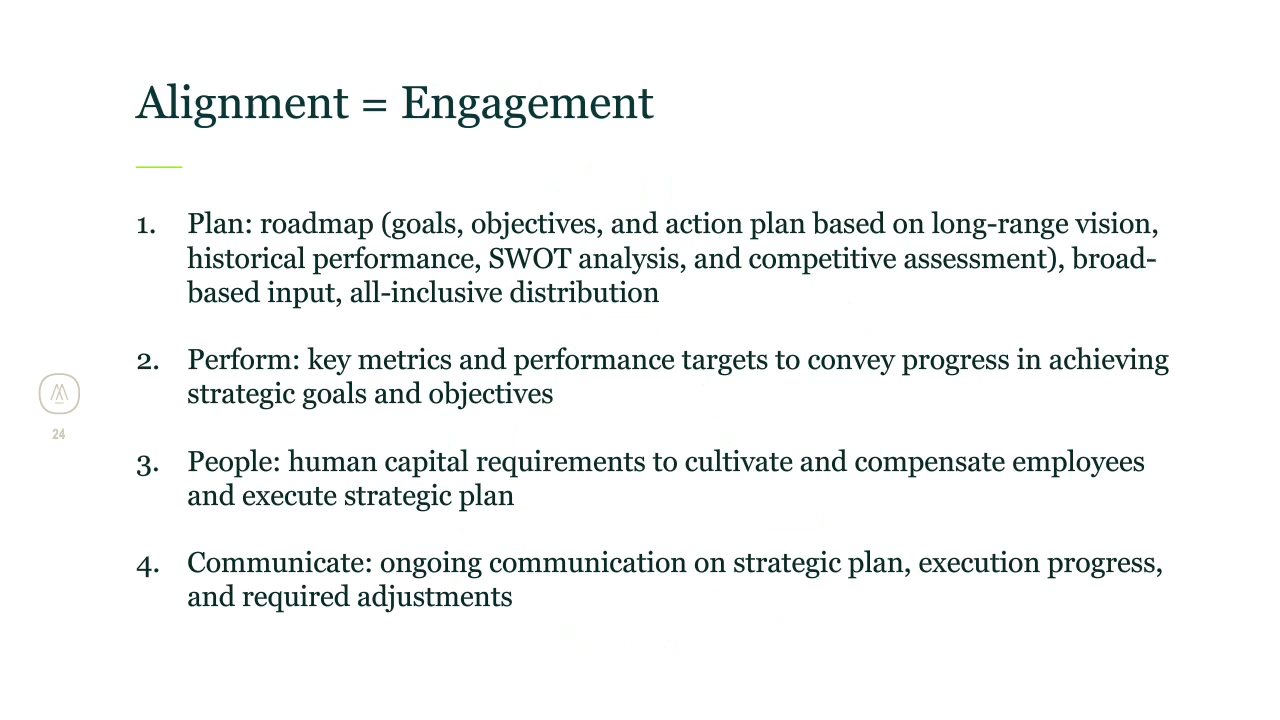 Alignment = Engagement
1. Plan: roadmap (goals, objectives, and action plan based on long-range vision,
historical performance, SWOT analysis, and competitive assessment), broad-
based input, all-inclusive distribution
2. Perform: key metrics and performance targets to convey progress in achieving
strategic goals and objectives
3. People: human capital requirements to cultivate and compensate employees
and execute strategic plan
4. Communicate: ongoing communication on strategic plan, execution progress,
and required adjustments
24